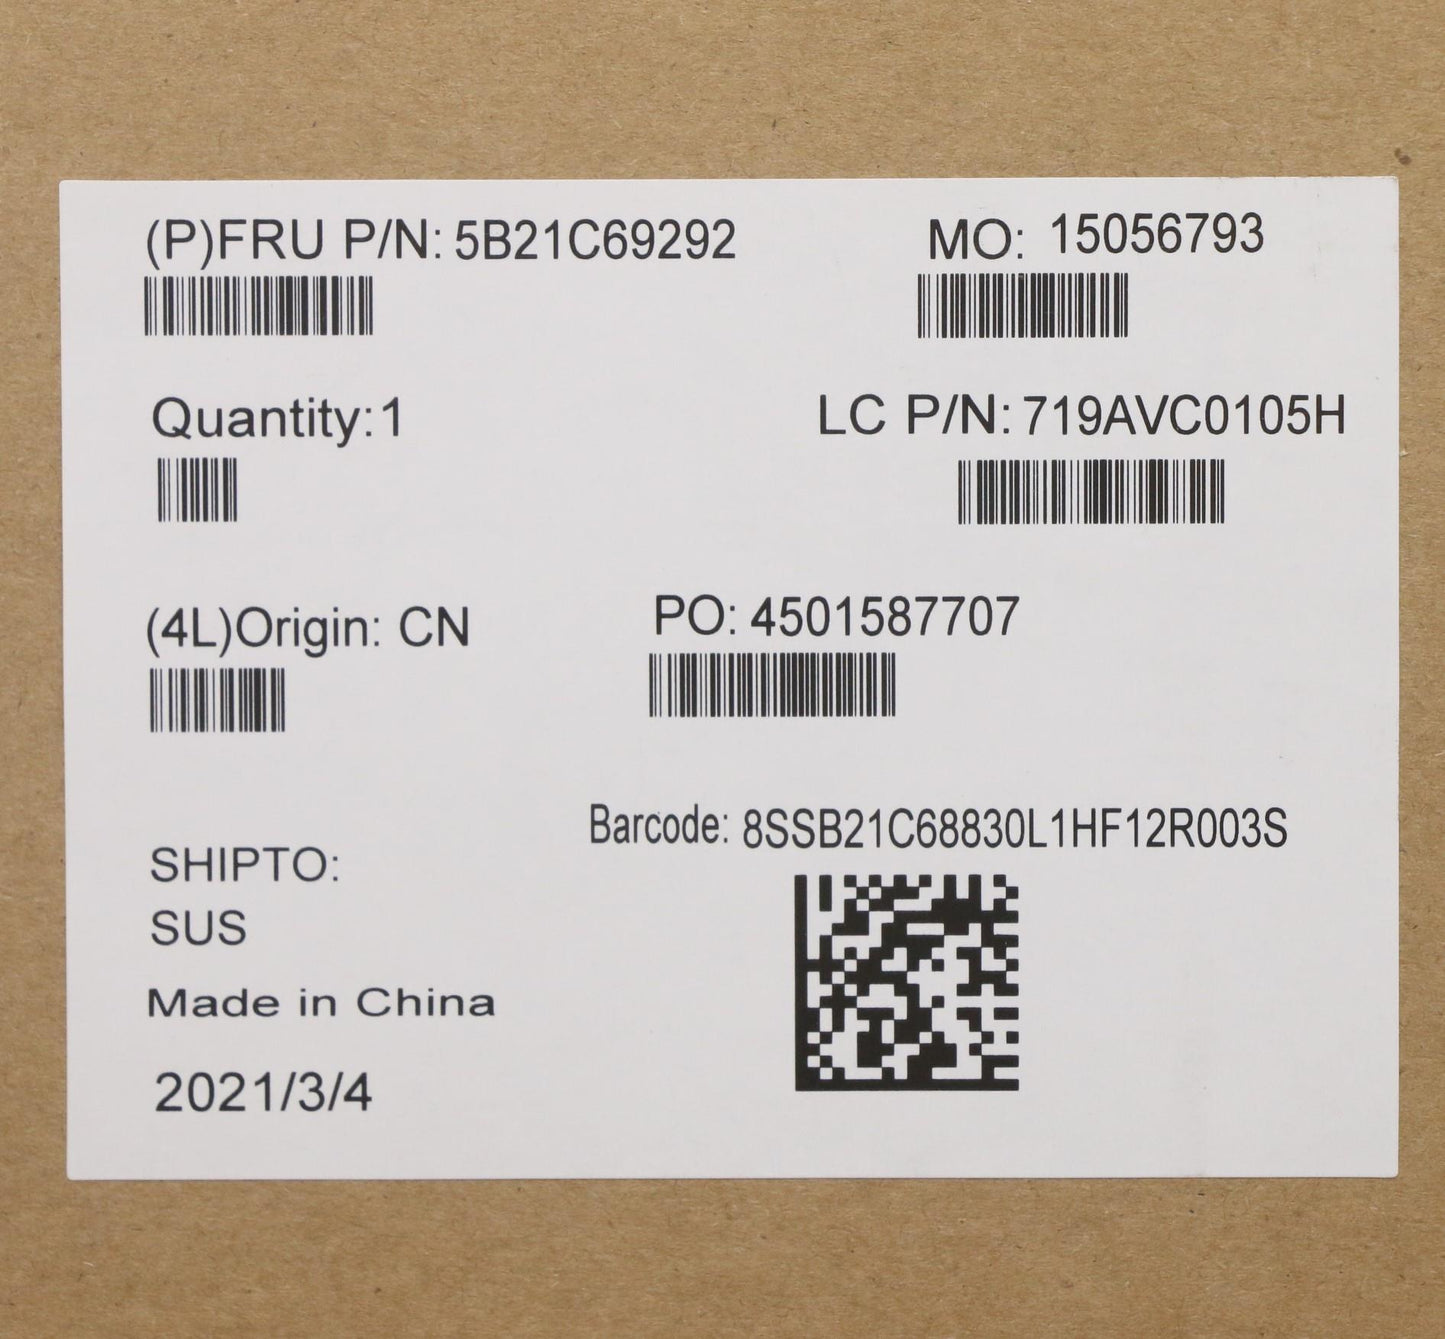 (P)FRU P/N: 5B21C69292
MO: 15056793
Quantity:1
LC P/N: 719AVC0105H
(4L)Origin: CN
PO: 4501587707
Barcode: 8SSB21C68830L1HF12R003S
SHIPTO:
SUS
Made in China
2021/3/4